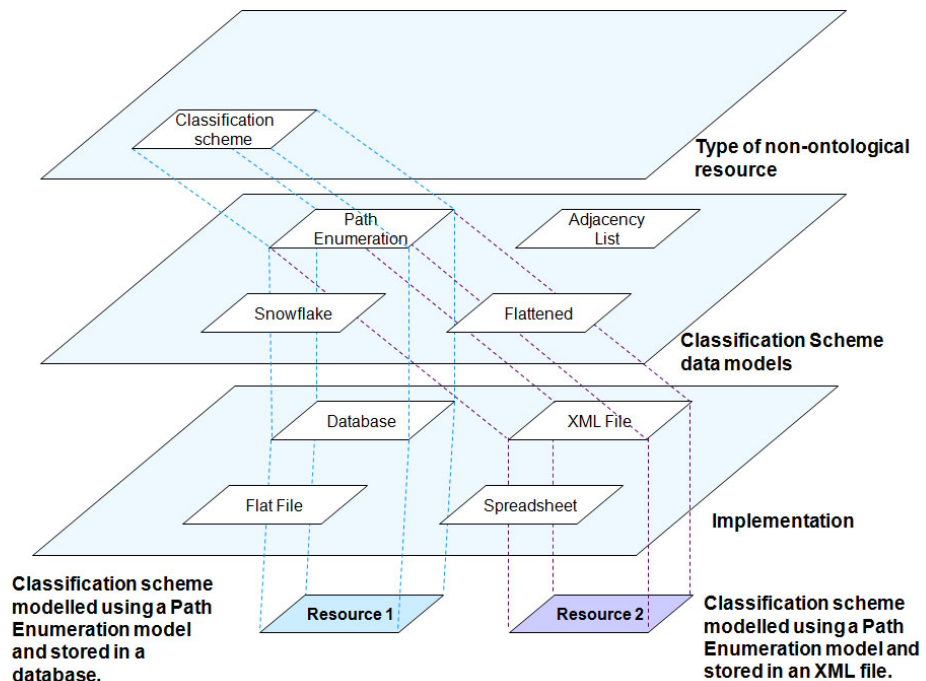 Classification
scheme
Type of non-ontological
resource
Path
Enumeration
Adjacency
List
Snowflake
Flattened
Classification Scheme
data models
Database
XML File
Flat File
Spreadsheet
Implementation
Classification scheme
modelled using a Path
Enumeration model
and stored in a
database.
Resource 1
Resource 2
Classification scheme
modelled using a Path
Enumeration model and
stored in an XML file.